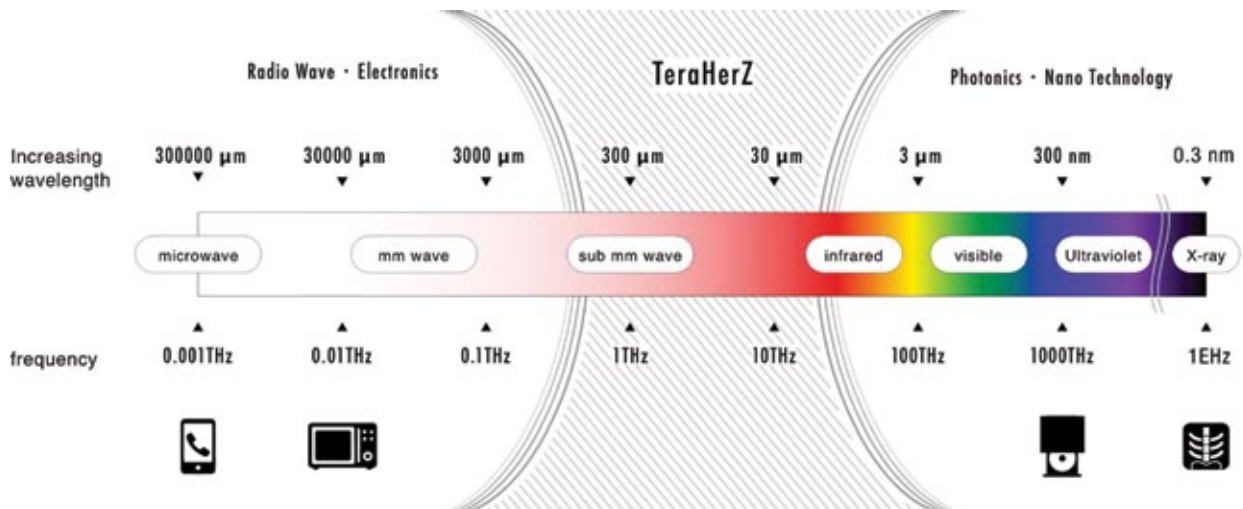 Radio Wave · Electronics
TeraHerZ
Photonics · Nano Technology
Increasing
wavelength
300000 µm
30000 µm
3000 µm
300 µm
30 µm
3 µm
300 nm
0.3 nm
microwave
mm wave
sub mm wave
infrared
visible
Ultraviolet
X-ray
frequency
0.001THz
0.01THz
0.1THz
1THz
10THz
100THz
1000THz
1EHz